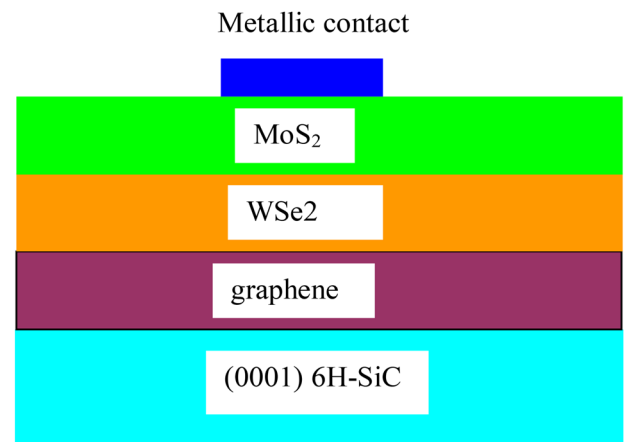 Metallic contact
MoS₂
WSe2
graphene
(0001) 6H-SiC